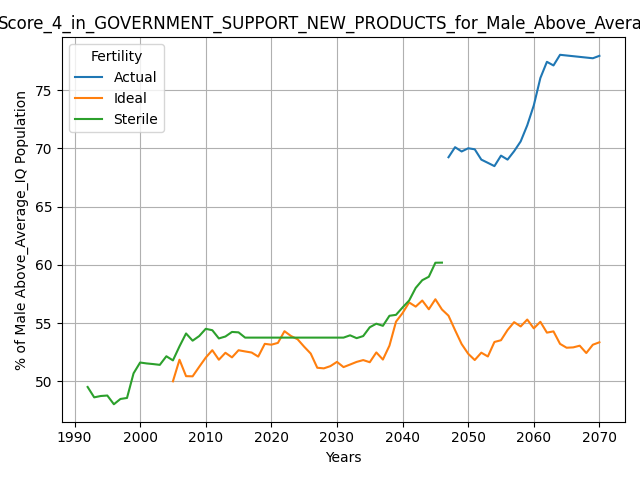 Score_4_in_GOVERNMENT_SUPPORT_NEW_PRODUCTS_for_Male_Above_Avera
Fertility
Actual
Ideal
Sterile
% of Male Above_Average_IQ Population
75
70
65
60
55
50
1990 2000 2010 2020 2030 2040 2050 2060 2070
Years